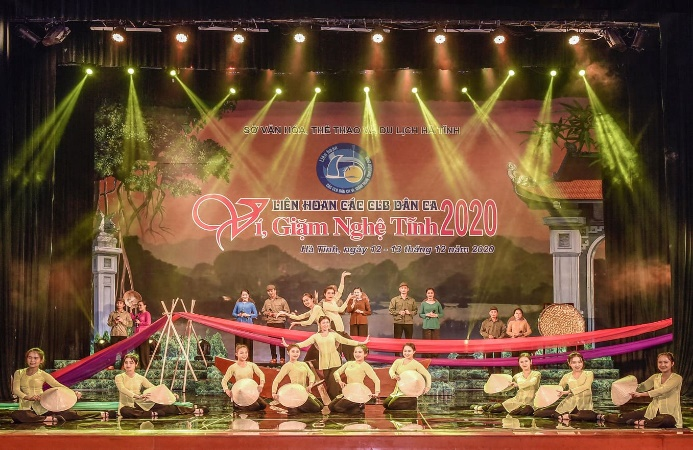 SỞ VĂN HÓA, THỂ THAO VÀ DU LỊCH HÀ TĨNH
LIÊN HOAN CÁC CLB DÂN CA
Ví, Giặm Nghệ Tĩnh 2020
Hà Tĩnh, ngày 12 - 13 tháng 12 năm 2020